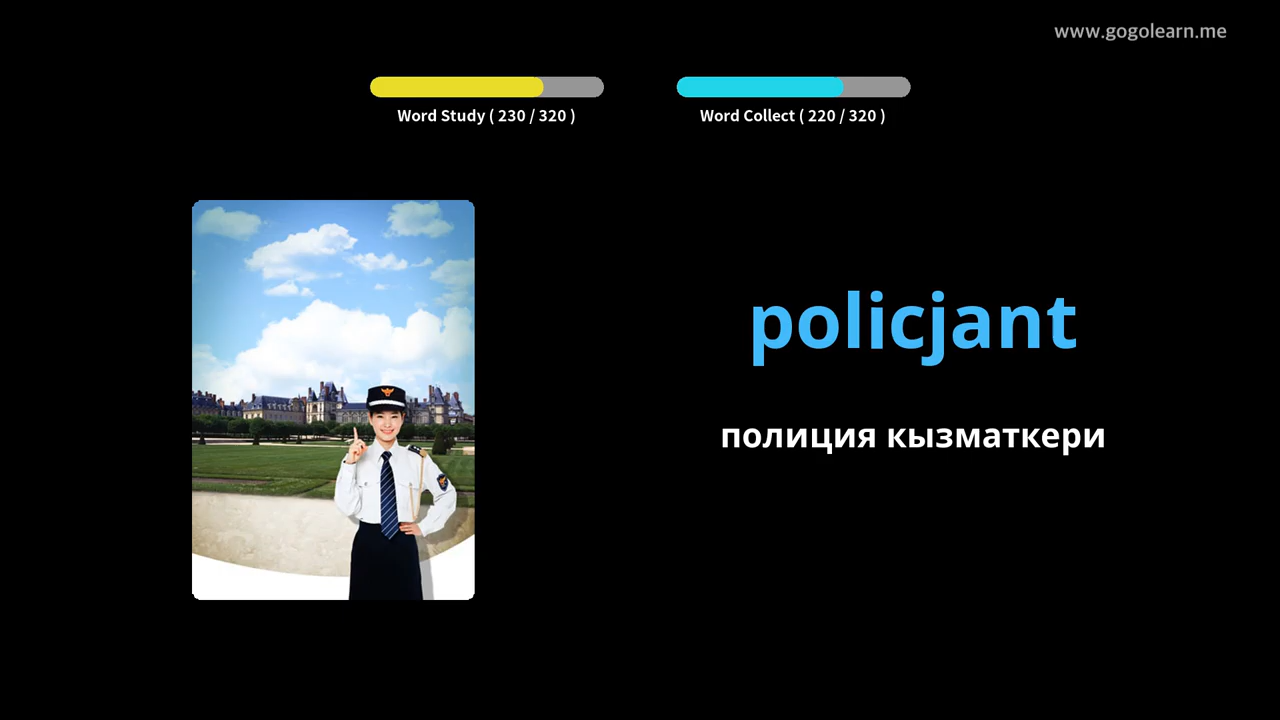 www.gogolearn.me
Word Study ( 230 / 320 )
Word Collect ( 220 / 320 )
policjant
полиция кызматкери